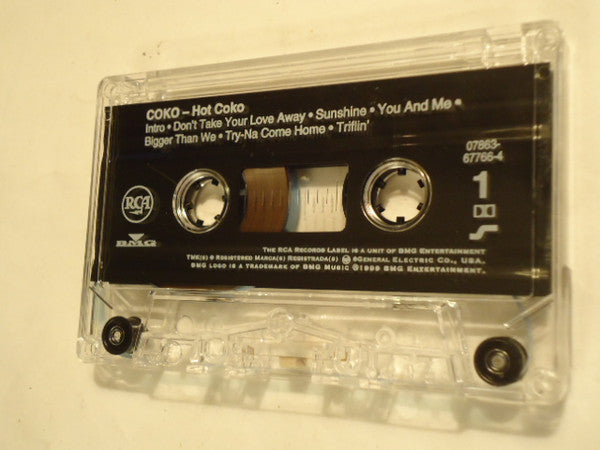 COKO – Hot Coko
Intro • Don't Take Your Love Away • Sunshine • You And Me •
Bigger Than We • Try-Na Come Home • Triflin'
07863-
67766-4
1
RCA
BMG
THE RCA RECORDS LABEL IS A UNIT OF BMG ENTERTAINMENT
TMK(S) ® REGISTERED MARCA(S) REGISTRADA(S) RCA ®GENERAL ELECTRIC CO., USA.
BMG LOGO IS A TRADEMARK OF BMG MUSIC ℗1999 BMG ENTERTAINMENT.